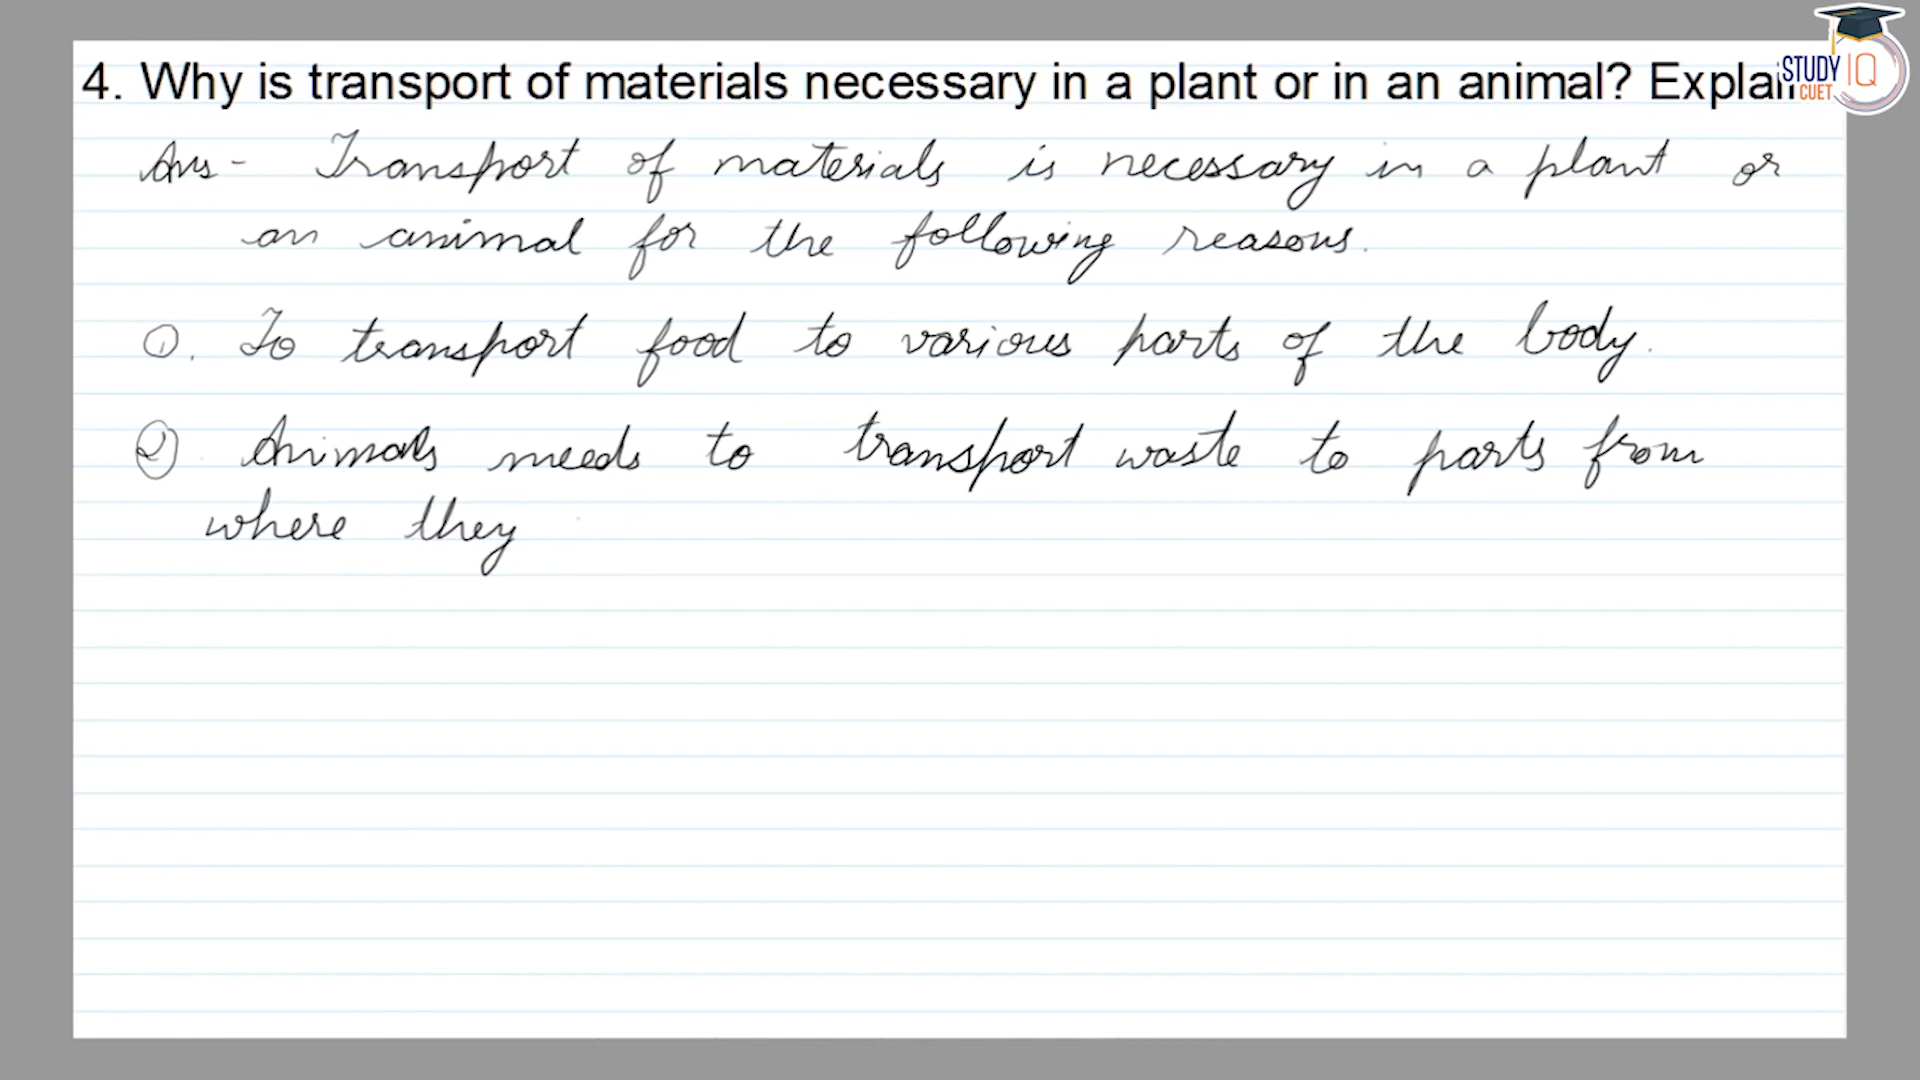 4. Why is transport of materials necessary in a plant or in an animal? Explai
STUDY IQ
CUET
Ans - Transport of materials is necessary in a plant or
an animal for the following reasons.
1. To transport food to various parts of the body.
2. Animals needs to transport waste to parts from
where they